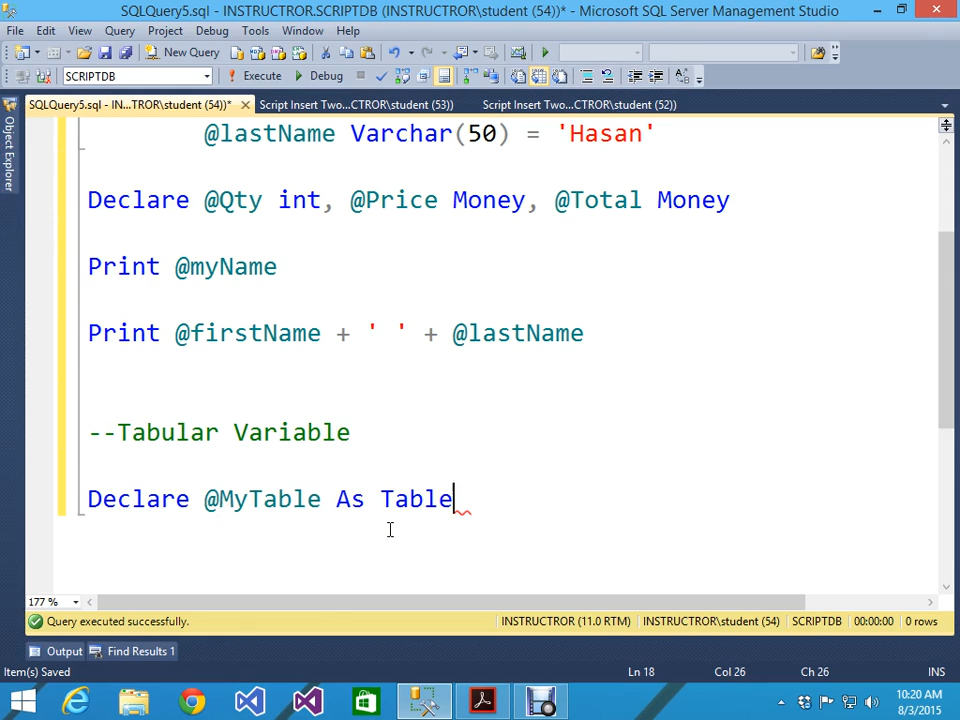 SQLQuery5.sql - INSTRUCTROR.SCRIPTDB (INSTRUCTROR\student (54))* - Microsoft SQL Server Management Studio
File Edit View Query Project Debug Tools Window Help
New Query
SCRIPTDB Execute Debug
SQLQuery5.sql - IN...TROR\student (54))* Script Insert Two...CTROR\student (53)) Script Insert Two...CTROR\student (52))
Object Explorer
@lastName Varchar(50) = 'Hasan'
Declare @Qty int, @Price Money, @Total Money
Print @myName
Print @firstName + ' ' + @lastName
--Tabular Variable
Declare @MyTable As Table
177 %
Query executed successfully. INSTRUCTROR (11.0 RTM) INSTRUCTROR\student (54) SCRIPTDB 00:00:00 0 rows
Output Find Results 1
Item(s) Saved Ln 18 Col 26 Ch 26 INS
10:20 AM
8/3/2015